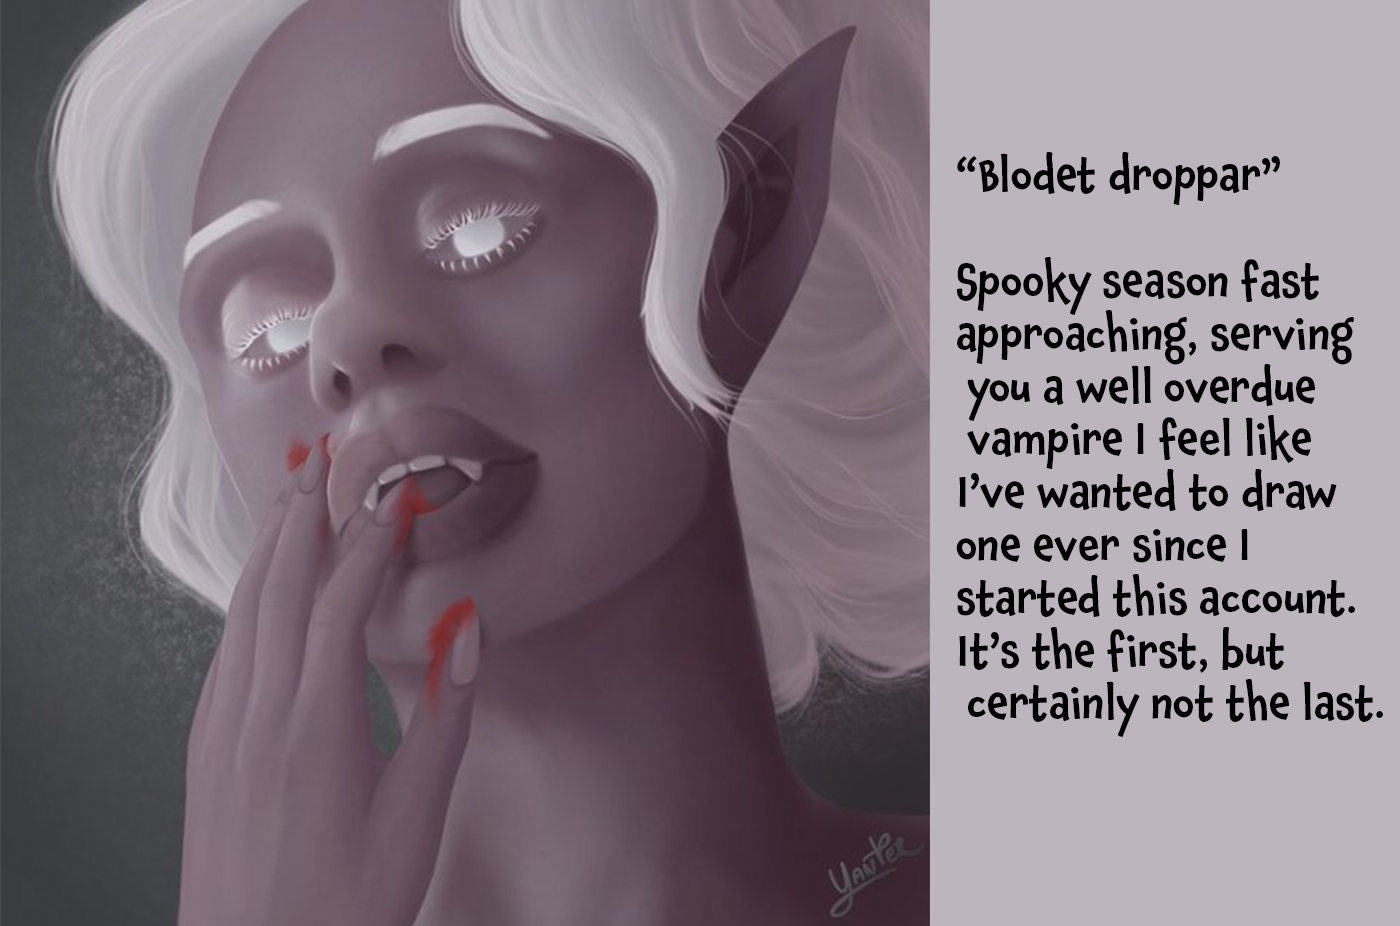 “Blodet droppar”
Spooky season fast
approaching, serving
you a well overdue
vampire I feel like
I’ve wanted to draw
one ever since I
started this account.
It’s the first, but
certainly not the last.
YanPer